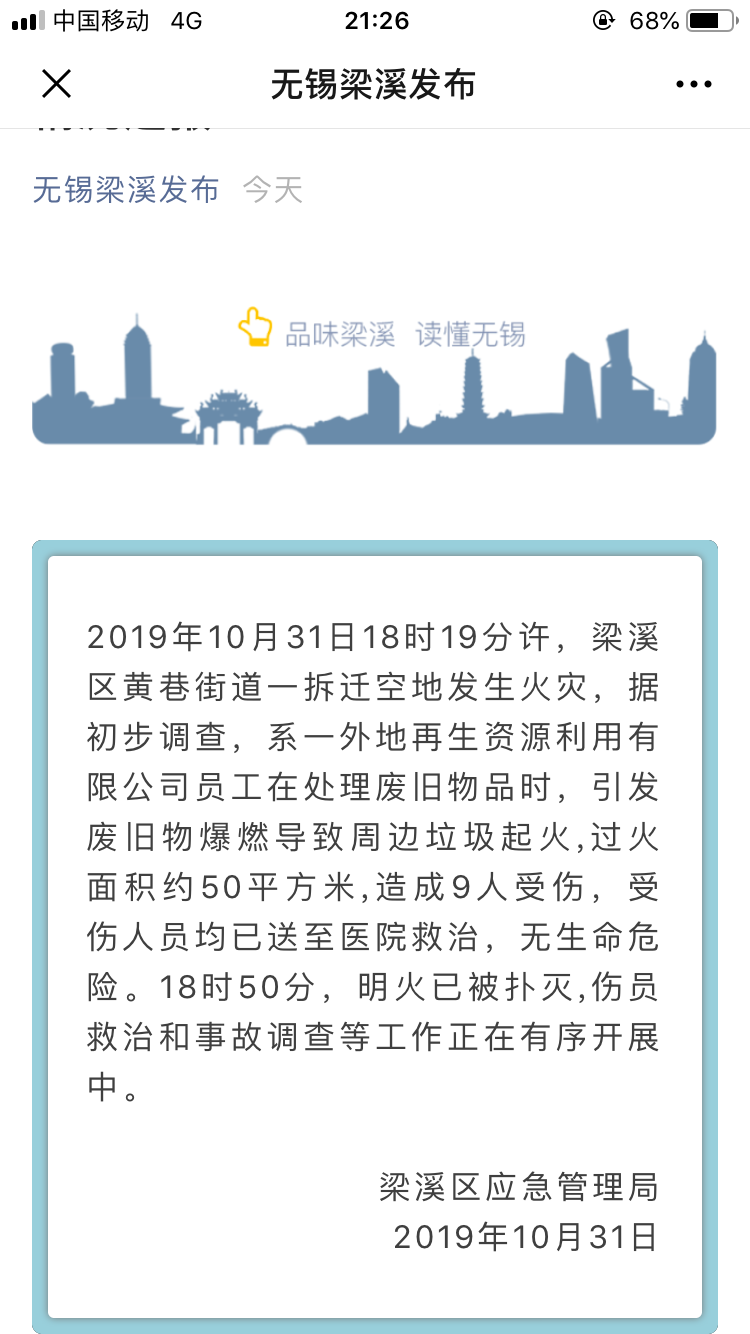 中国移动 4G 21:26 68%
无锡梁溪发布
无锡梁溪发布 今天
品味梁溪 读懂无锡
2019年10月31日18时19分许，梁溪
区黄巷街道一拆迁空地发生火灾，据
初步调查，系一外地再生资源利用有
限公司员工在处理废旧物品时，引发
废旧物爆燃导致周边垃圾起火,过火
面积约50平方米,造成9人受伤，受
伤人员均已送至医院救治，无生命危
险。18时50分，明火已被扑灭,伤员
救治和事故调查等工作正在有序开展
中。
梁溪区应急管理局
2019年10月31日